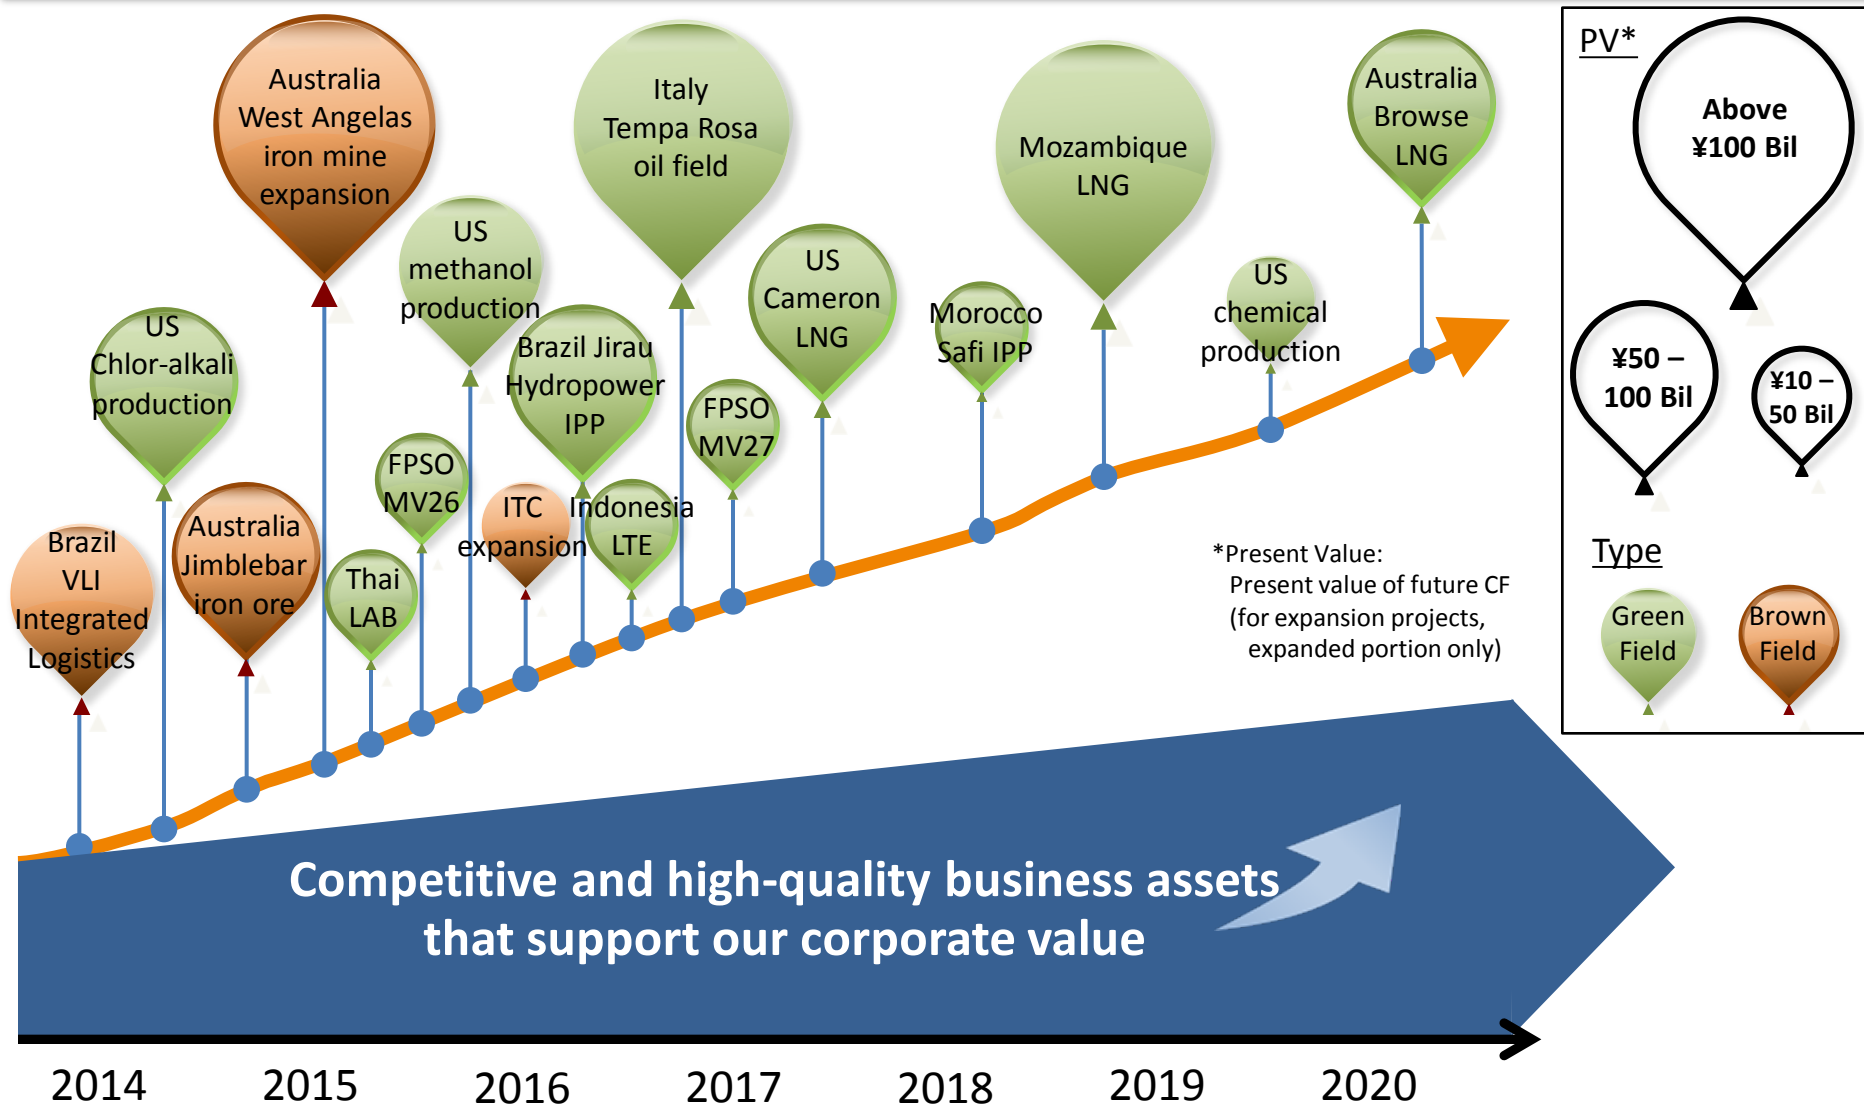 Australia
West Angelas
iron mine
expansion
Italy
Tempa Rosa
oil field
Mozambique
LNG
Australia
Browse
LNG
US
methanol
production
US
Cameron
LNG
US
Chlor-alkali
production
Brazil Jirau
Hydropower
IPP
Morocco
Safi IPP
US
chemical
production
FPSO
MV27
FPSO
MV26
ITC
expansion
Indonesia
LTE
Brazil
VLI
Integrated
Logistics
Australia
Jimblebar
iron ore
Thai
LAB
*Present Value:
Present value of future CF
(for expansion projects,
expanded portion only)
PV*
Above
¥100 Bil
¥50 –
100 Bil
¥10 –
50 Bil
Type
Green
Field
Brown
Field
Competitive and high-quality business assets
that support our corporate value
2014 2015 2016 2017 2018 2019 2020